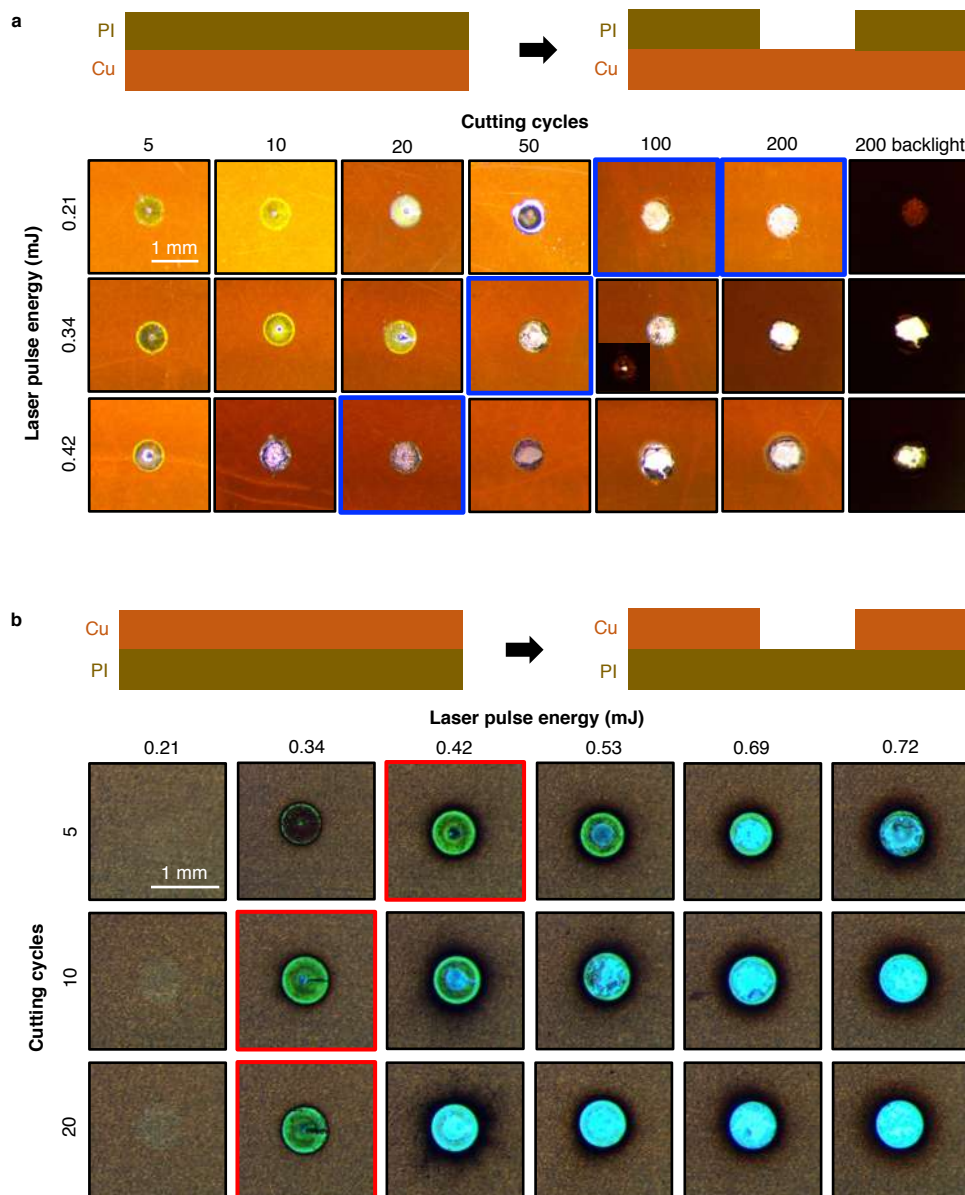 a
PI
Cu
PI
Cu
Cutting cycles
5 10 20 50 100 200 200 backlight
Laser pulse energy (mJ)
0.21
1 mm
0.34
0.42
b
Cu
PI
Cu
PI
Laser pulse energy (mJ)
0.21 0.34 0.42 0.53 0.69 0.72
Cutting cycles
5
1 mm
10
20